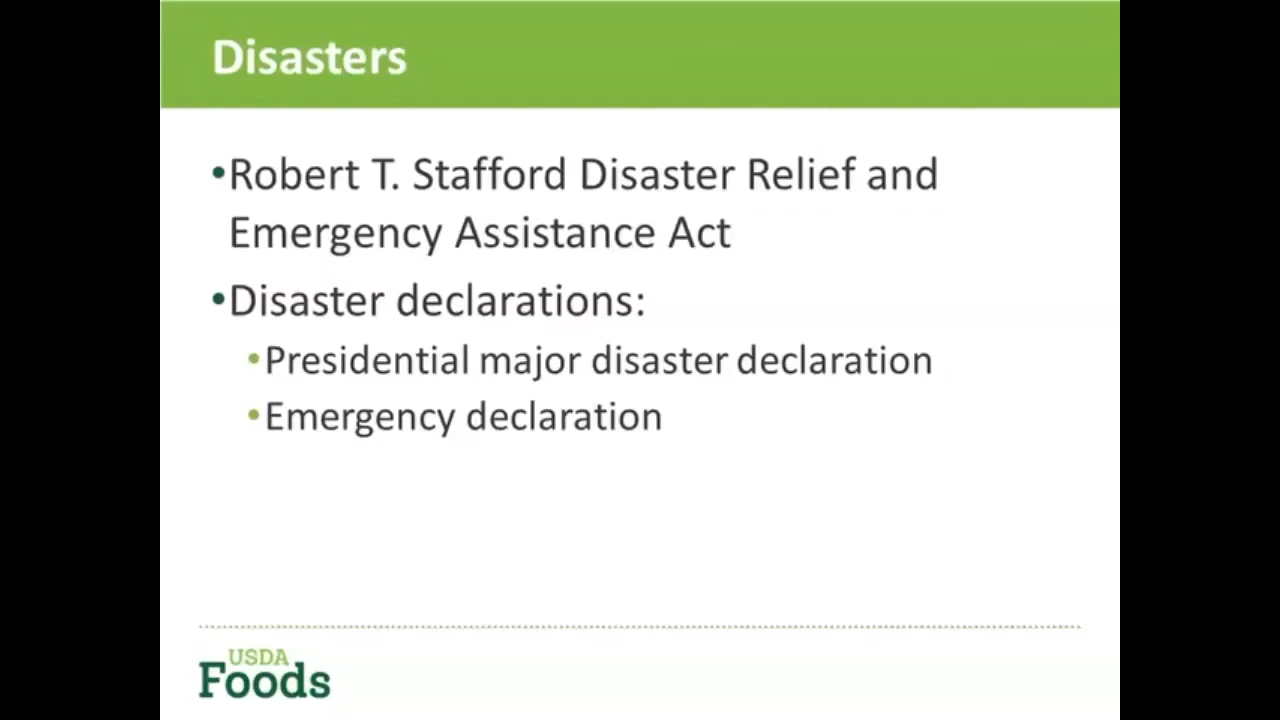 Disasters
•Robert T. Stafford Disaster Relief and
Emergency Assistance Act
•Disaster declarations:
•Presidential major disaster declaration
•Emergency declaration
USDA
Foods